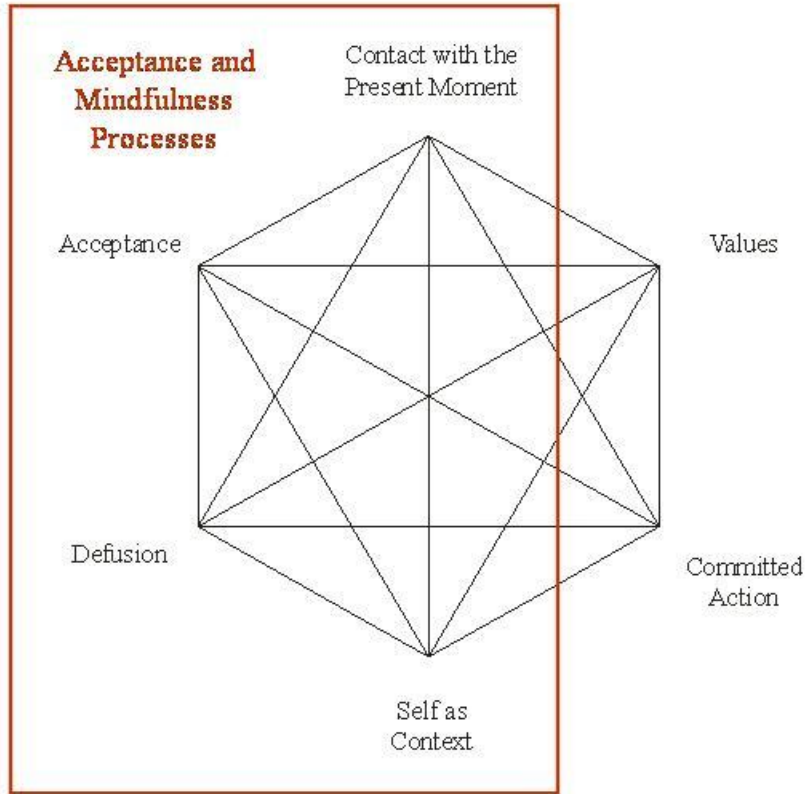 Acceptance and
Mindfulness
Processes
Contact with the
Present Moment
Acceptance
Values
Defusion
Committed
Action
Self as
Context